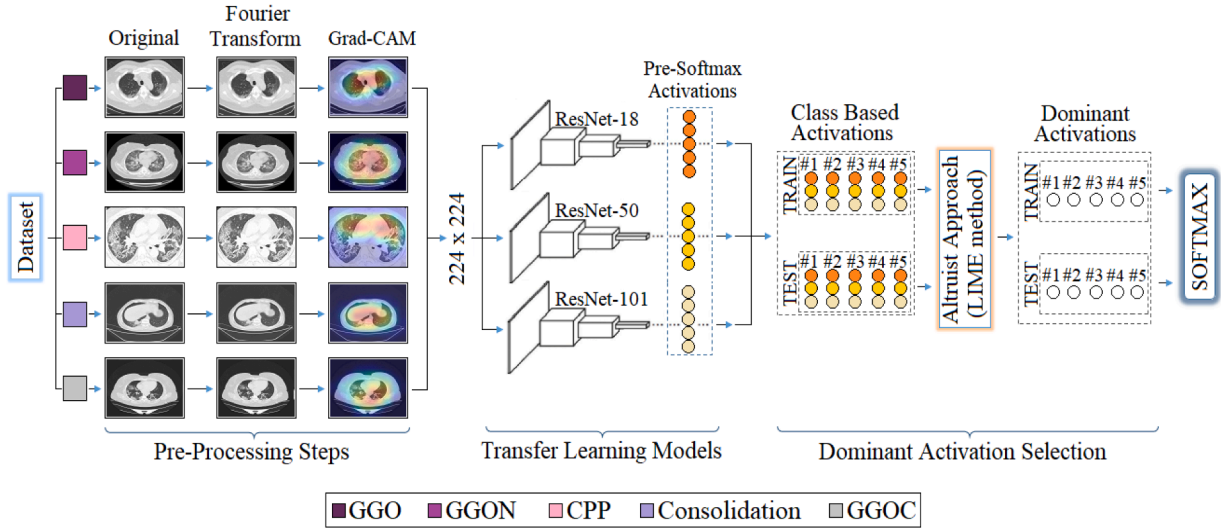 Dataset
Original
Fourier
Transform
Grad-CAM
Pre-Processing Steps
224 x 224
ResNet-18
ResNet-50
ResNet-101
Pre-Softmax
Activations
Transfer Learning Models
Class Based
Activations
TRAIN
#1 #2 #3 #4 #5
TEST
#1 #2 #3 #4 #5
Altruist Approach
(LIME method)
Dominant
Activations
TRAIN
#1 #2 #3 #4 #5
TEST
#1 #2 #3 #4 #5
Dominant Activation Selection
SOFTMAX
GGO GGON CPP Consolidation GGOC